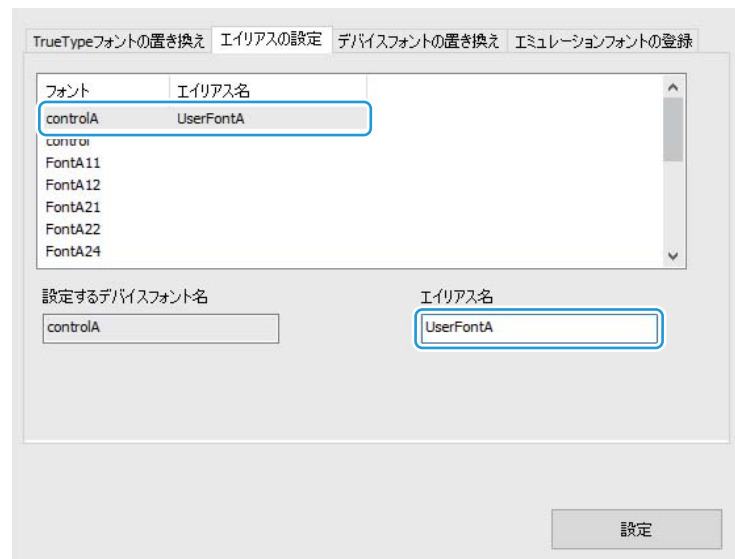 TrueTypeフォントの置き換え エイリアスの設定 デバイスフォントの置き換え エミュレーションフォントの登録
フォント エイリアス名
controlA UserFontA
control
FontA11
FontA12
FontA21
FontA22
FontA24
設定するデバイスフォント名 エイリアス名
controlA UserFontA
設定